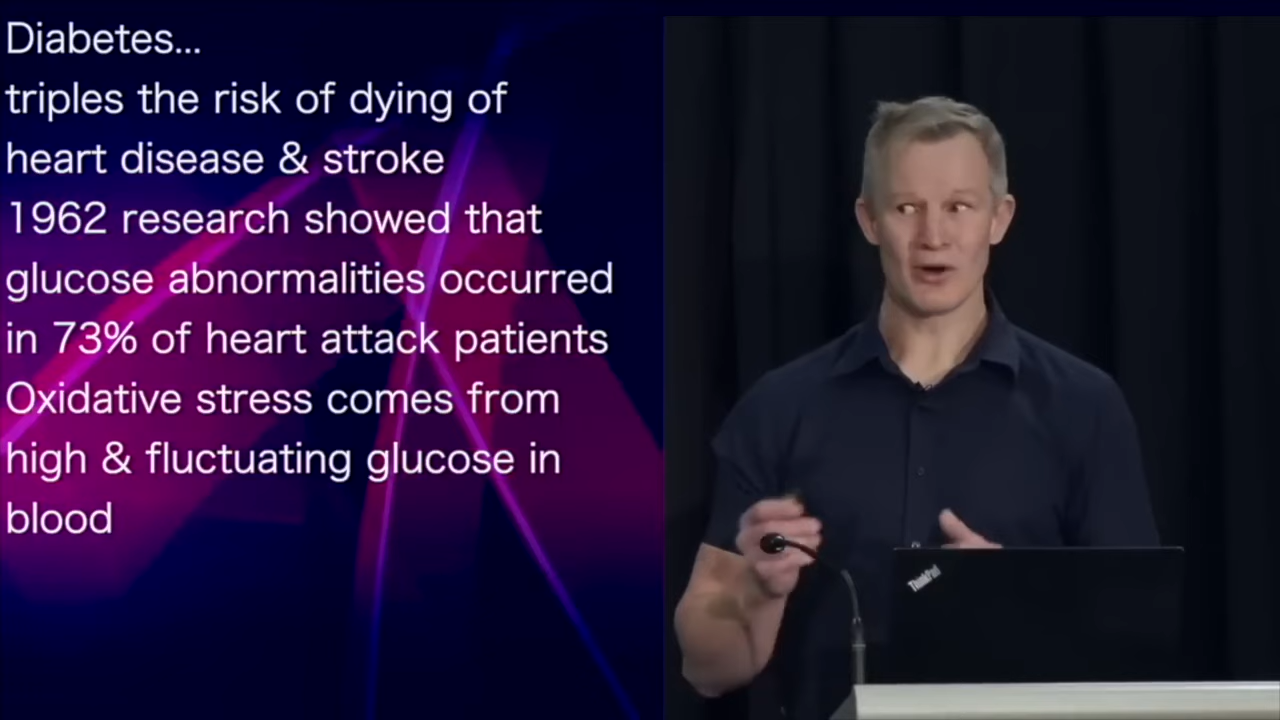 Diabetes...
triples the risk of dying of
heart disease & stroke
1962 research showed that
glucose abnormalities occurred
in 73% of heart attack patients
Oxidative stress comes from
high & fluctuating glucose in
blood
ThinkPad